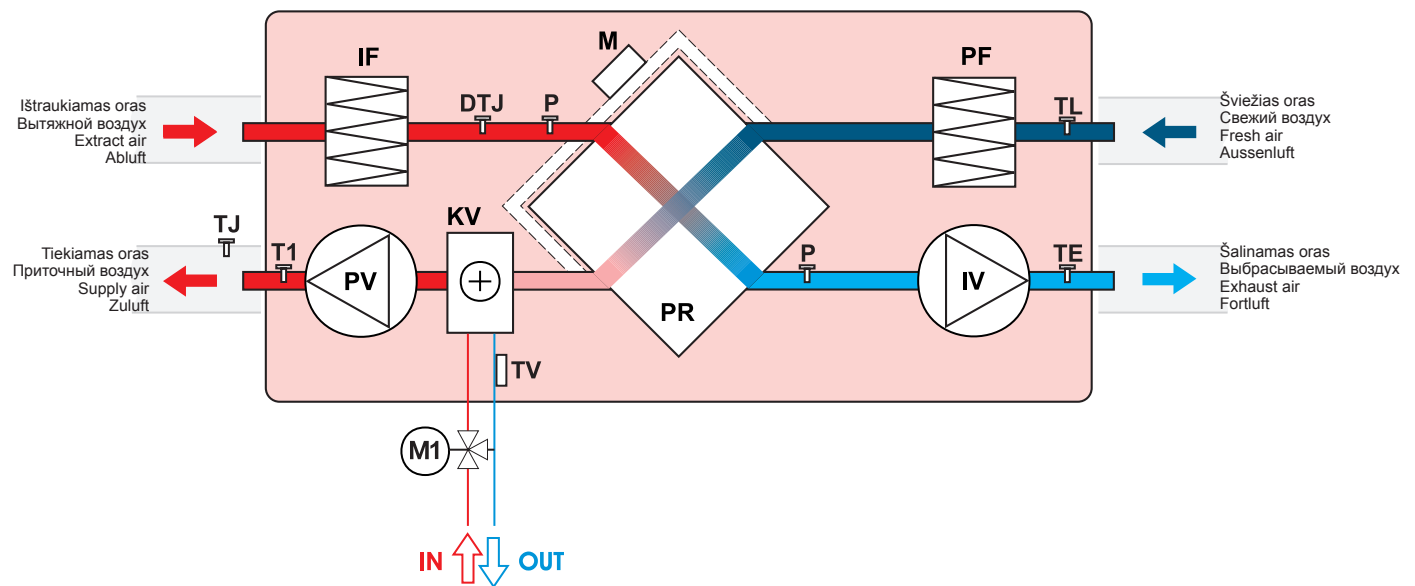 IF
M
PF
Ištraukiamas oras
Вытяжной воздух
Extract air
Abluft
DTJ
P
TL
Šviežias oras
Свежий воздух
Fresh air
Aussenluft
TJ
KV
Tiekiamas oras
Приточный воздух
Supply air
Zuluft
T1
PV
PR
P
IV
TE
Šalinamas oras
Выбрасываемый воздух
Exhaust air
Fortluft
TV
M1
IN
OUT